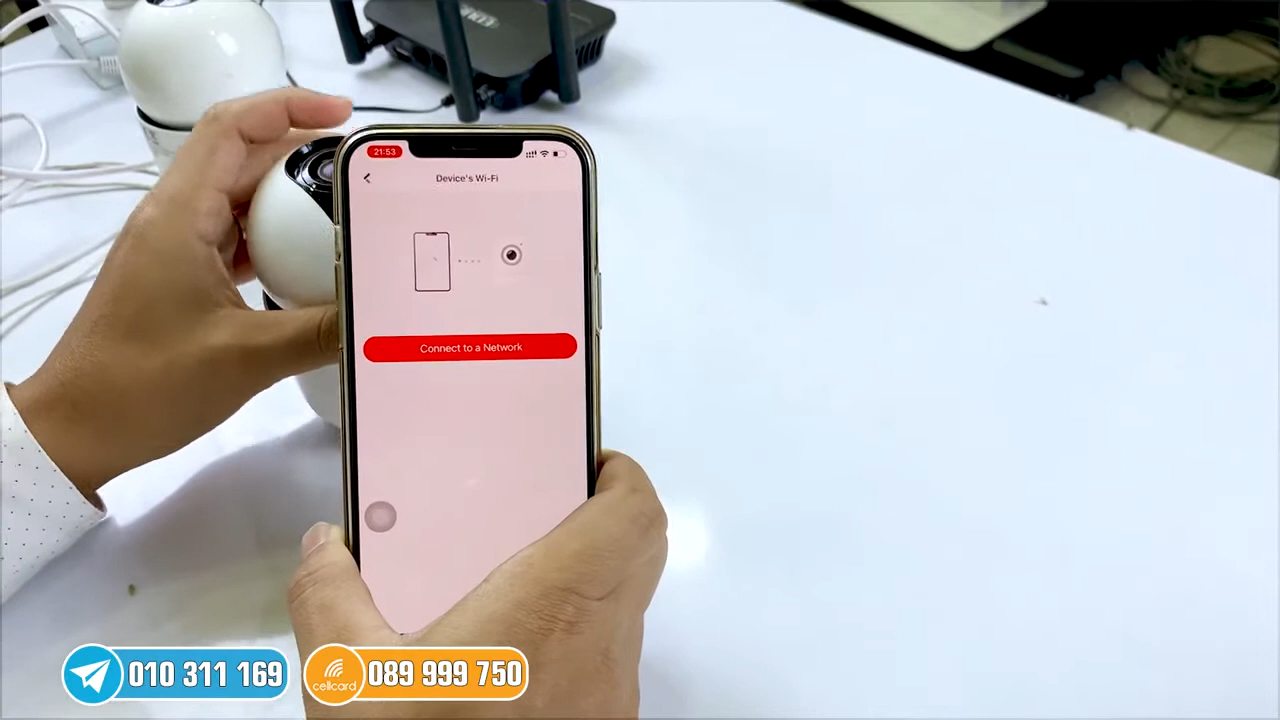 21:53
Device's Wi-Fi
Connect to a Network
010 311 169
cellcard
089 999 750